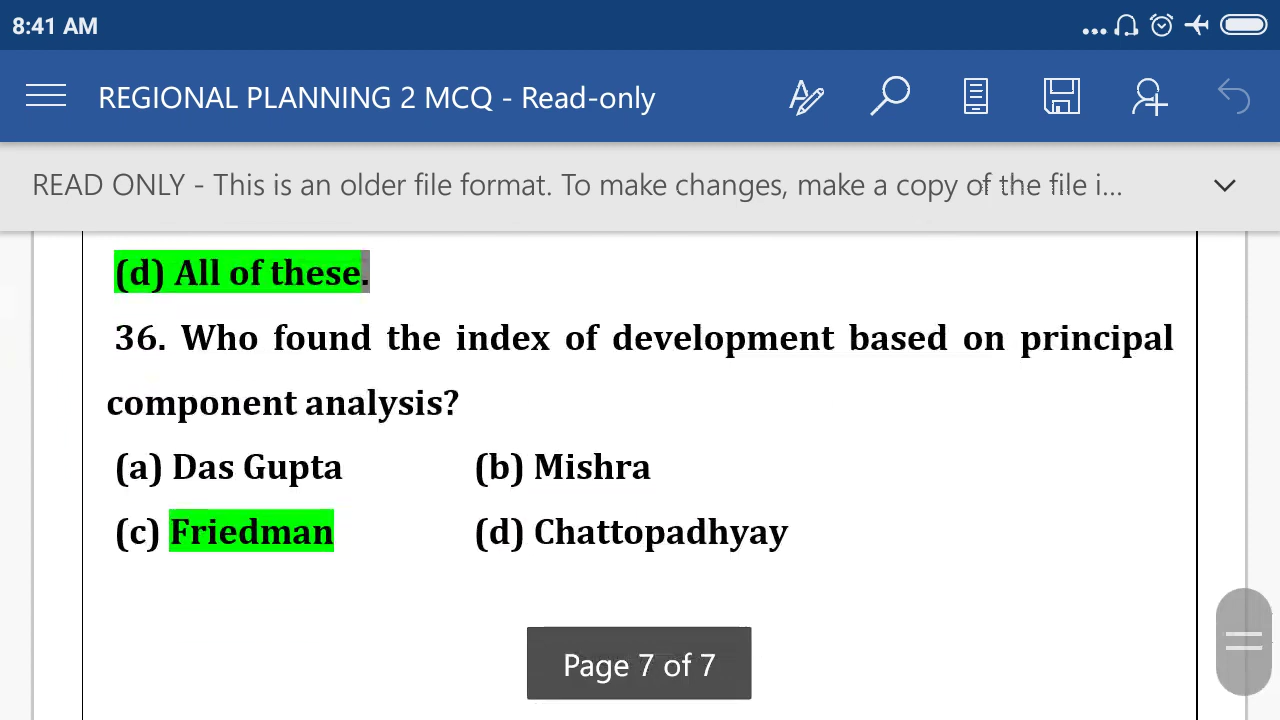 8:41 AM
REGIONAL PLANNING 2 MCQ - Read-only
READ ONLY - This is an older file format. To make changes, make a copy of the file i...
(d) All of these.
36. Who found the index of development based on principal
component analysis?
(a) Das Gupta (b) Mishra
(c) Friedman (d) Chattopadhyay
Page 7 of 7